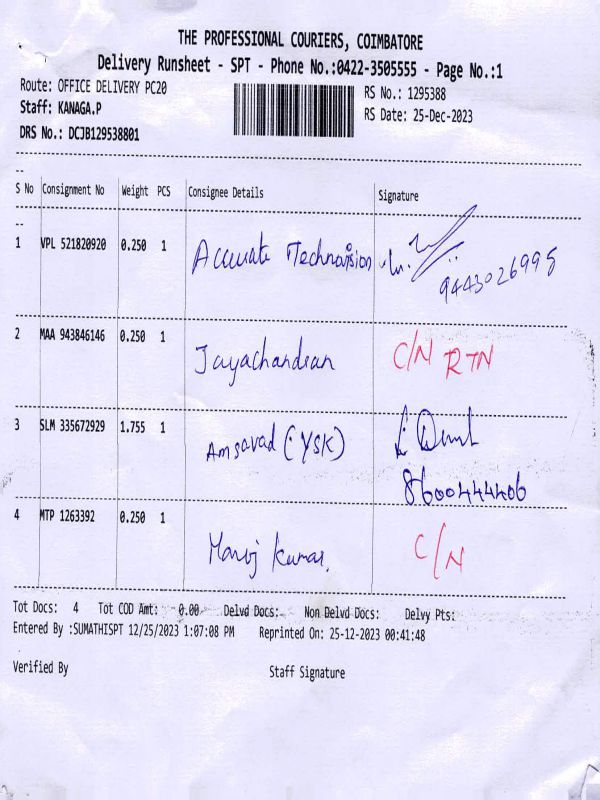 THE PROFESSIONAL COURIERS, COIMBATORE
Delivery Runsheet - SPT - Phone No.:0422-3505555 - Page No.:1
Route: OFFICE DELIVERY PC20
RS No.: 1295388
Staff: KANAGA.P
RS Date: 25-Dec-2023
DRS No.: DCJB129538801
S No Consignment No Weight PCS Consignee Details Signature
1 VPL 521820920 0.250 1 Accurate Technovision
9443026995
2 MAA 943846146 0.250 1 Jayachandran C/N RTN
3 SLM 335672929 1.755 1 Amsavad (YSK)
8600444406
4 MTP 1263392 0.250 1 Manoj Kumar. C/N
Tot Docs: 4 Tot COD Amt: 0.00 Delvd Docs: Non Delvd Docs: Delvy Pts:
Entered By :SUMATHISPT 12/25/2023 1:07:08 PM Reprinted On: 25-12-2023 00:41:48
Verified By Staff Signature